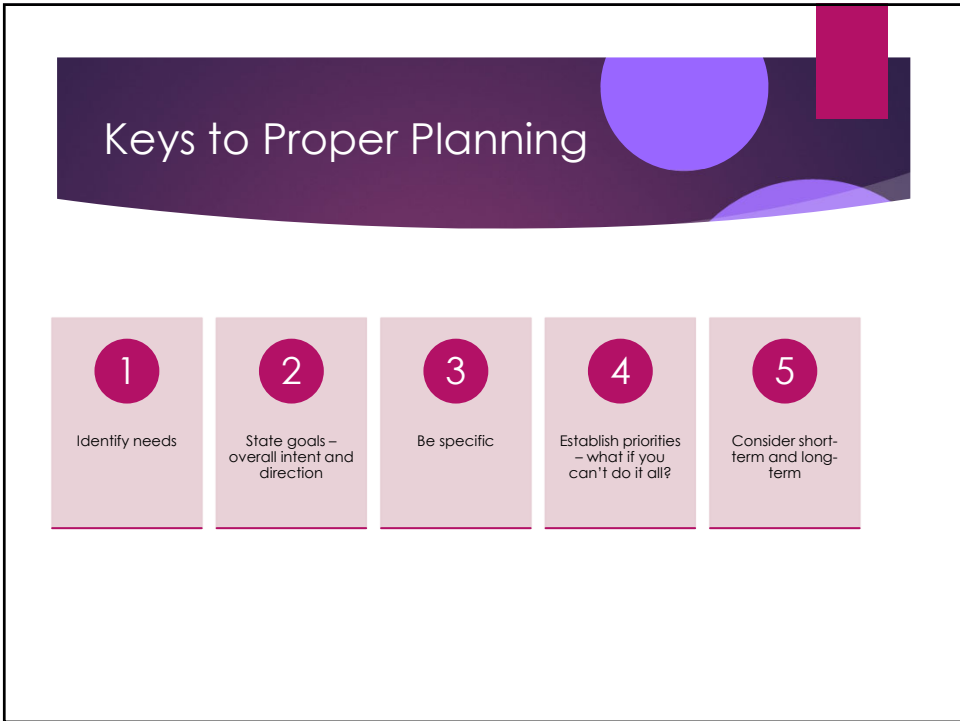 Keys to Proper Planning
1
Identify needs
2
State goals –
overall intent and
direction
3
Be specific
4
Establish priorities
– what if you
can’t do it all?
5
Consider short-
term and long-
term